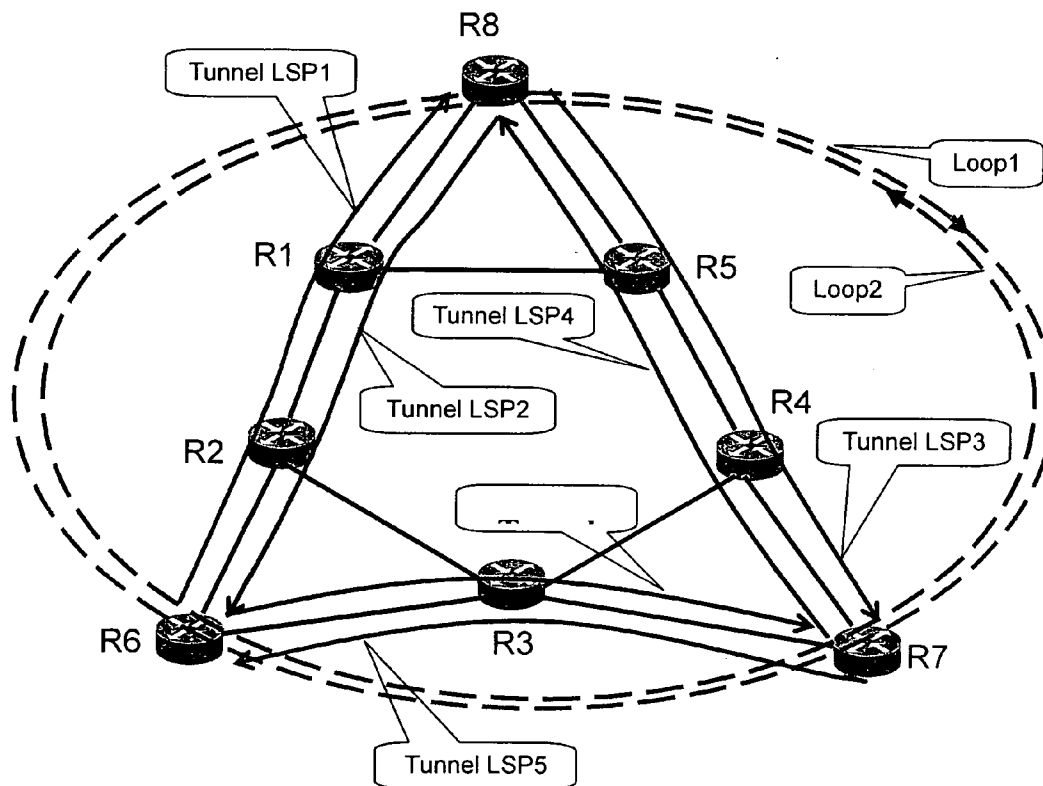 R8
Tunnel LSP1
Loop1
R1
R5
Loop2
Tunnel LSP4
Tunnel LSP2
R4
R2
Tunnel LSP3
R6
R3
R7
Tunnel LSP5